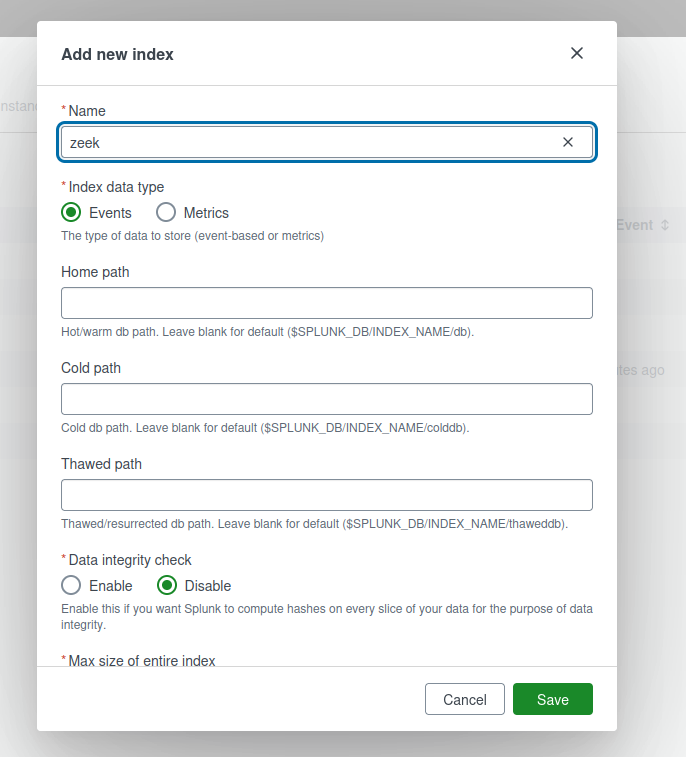 Add new index
* Name
zeek
* Index data type
Events Metrics
The type of data to store (event-based or metrics)
Event
Home path
Hot/warm db path. Leave blank for default ($SPLUNK_DB/INDEX_NAME/db).
Cold path
ago
Cold db path. Leave blank for default ($SPLUNK_DB/INDEX_NAME/colddb).
Thawed path
Thawed/resurrected db path. Leave blank for default ($SPLUNK_DB/INDEX_NAME/thaweddb).
* Data integrity check
Enable Disable
Enable this if you want Splunk to compute hashes on every slice of your data for the purpose of data
integrity.
* Max size of entire index
Cancel Save